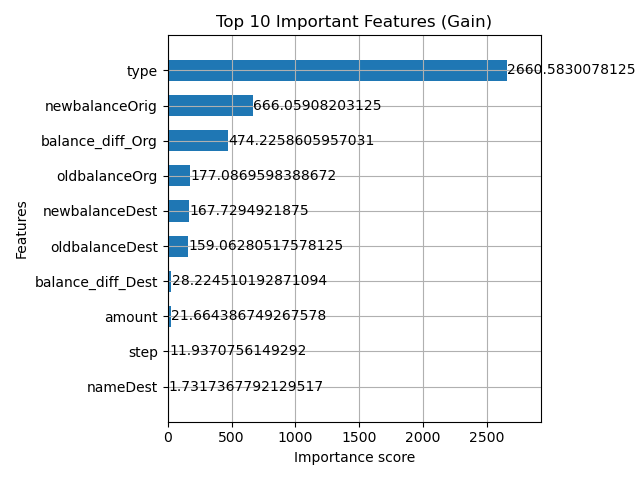 Top 10 Important Features (Gain)
type 2660.5830078125
newbalanceOrig 666.05908203125
balance_diff_Org 474.2258605957031
oldbalanceOrg 177.0869598388672
newbalanceDest 167.7294921875
oldbalanceDest 159.06280517578125
balance_diff_Dest 28.224510192871094
amount 21.664386749267578
step 11.9370756149292
nameDest 1.7317367792129517
Features
0 500 1000 1500 2000 2500
Importance score